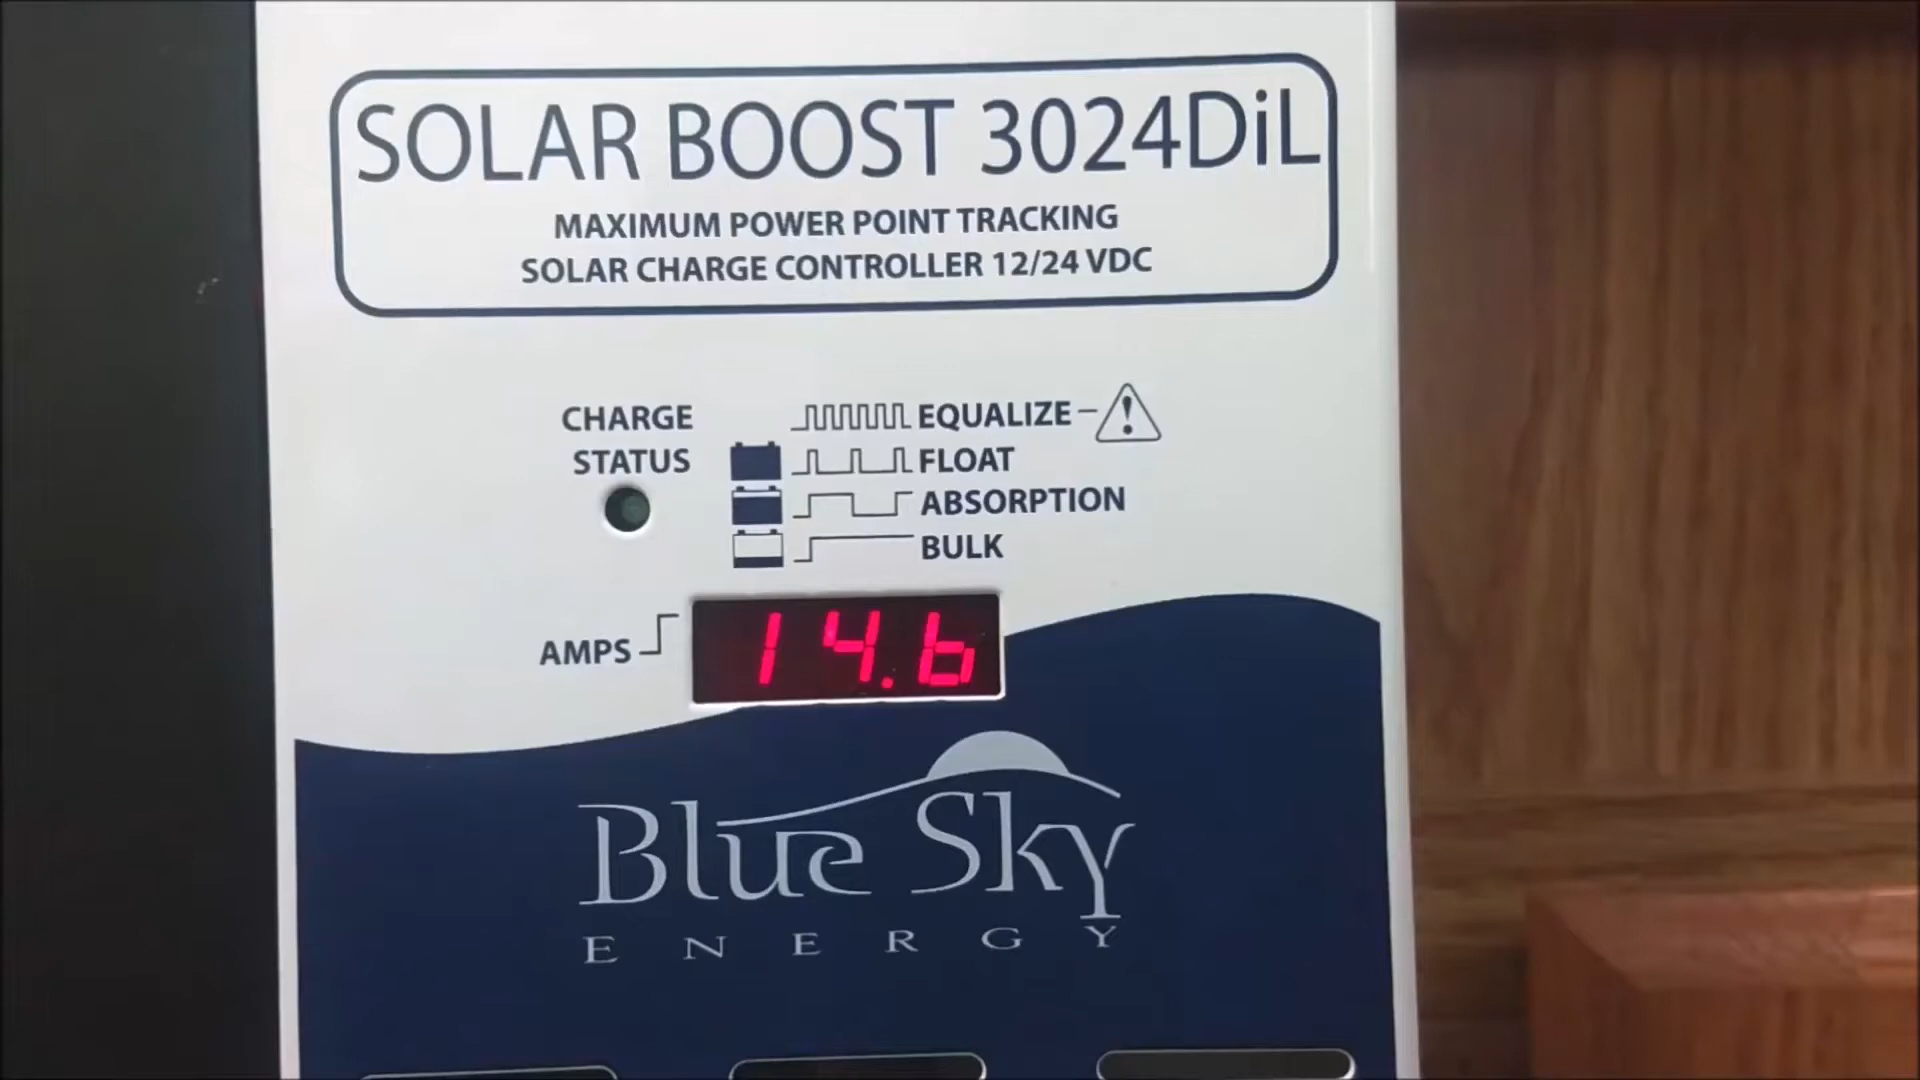 SOLAR BOOST 3024DiL
MAXIMUM POWER POINT TRACKING
SOLAR CHARGE CONTROLLER 12/24 VDC
CHARGE
STATUS
EQUALIZE
FLOAT
ABSORPTION
BULK
AMPS
14.6
Blue Sky
ENERGY